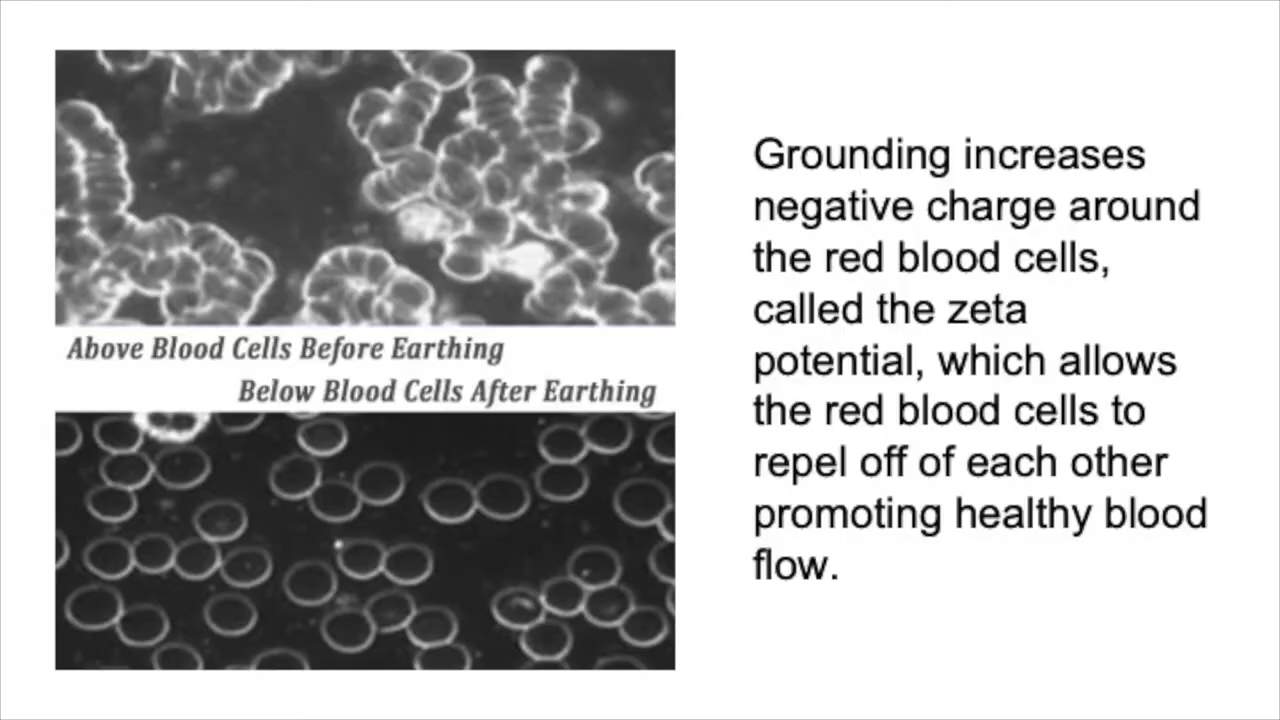 Above Blood Cells Before Earthing
Below Blood Cells After Earthing
Grounding increases
negative charge around
the red blood cells,
called the zeta
potential, which allows
the red blood cells to
repel off of each other
promoting healthy blood
flow.